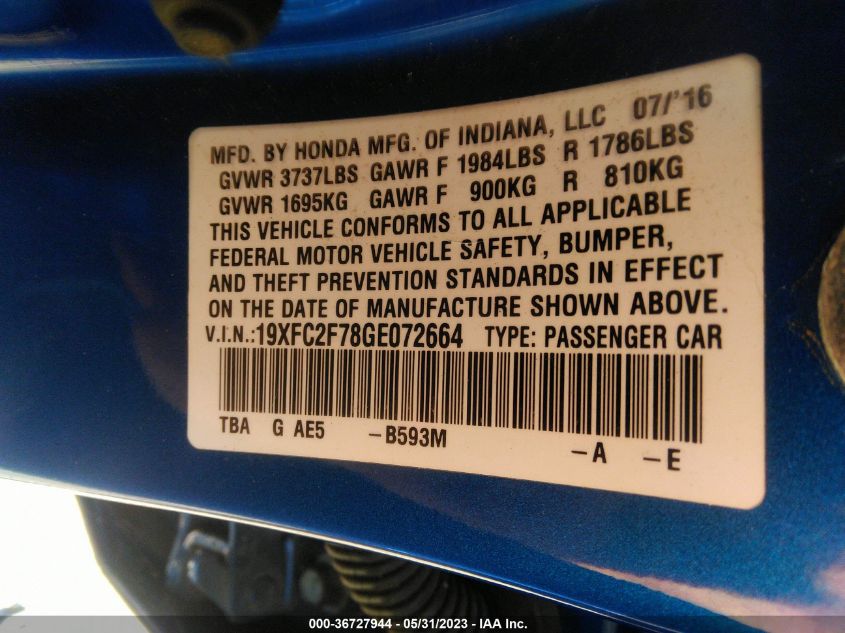 MFD. BY HONDA MFG. OF INDIANA, LLC 07/'16
GVWR 3737LBS GAWR F 1984LBS R 1786LBS
GVWR 1695KG GAWR F 900KG R 810KG
THIS VEHICLE CONFORMS TO ALL APPLICABLE
FEDERAL MOTOR VEHICLE SAFETY, BUMPER,
AND THEFT PREVENTION STANDARDS IN EFFECT
ON THE DATE OF MANUFACTURE SHOWN ABOVE.
V.I.N.:19XFC2F78GE072664 TYPE: PASSENGER CAR
TBA G AE5 -B593M -A -E
000-36727944 - 05/31/2023 - IAA Inc.